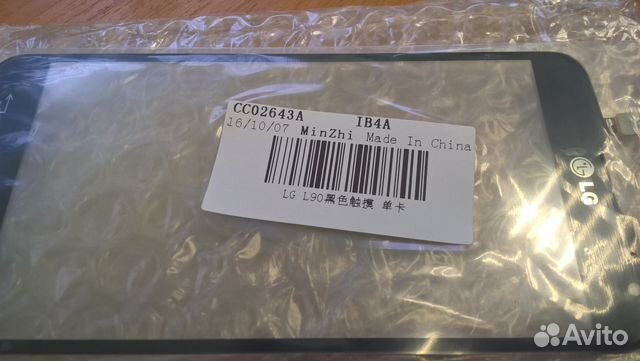 CC02643A IB4A
16/10/07 MinZhi Made In China
LG L90黑色触摸 单卡
LG
Avito